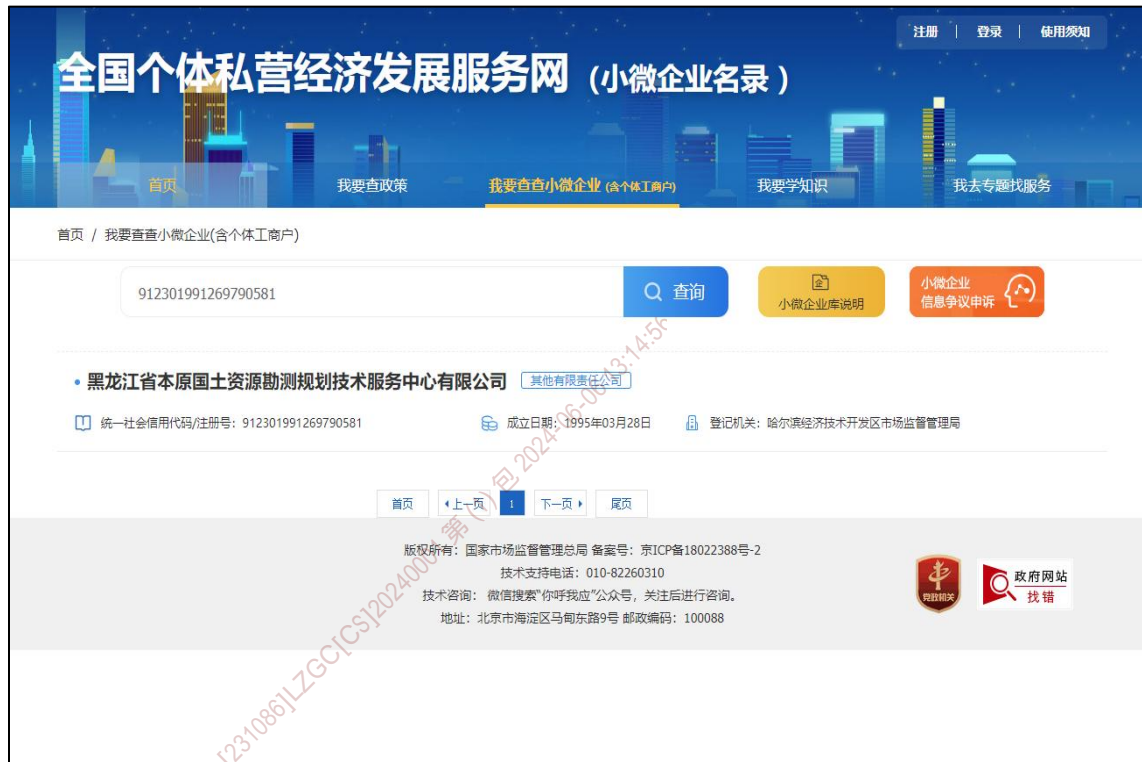 注册 | 登录 | 使用须知
全国个体私营经济发展服务网（小微企业名录）
首页 我要查政策 我要查查小微企业 (含个体工商户) 我要学知识 我去专题找服务
首页 / 我要查查小微企业(含个体工商户)
912301991269790581 查询 小微企业库说明 小微企业信息争议申诉
黑龙江省本原国土资源勘测规划技术服务中心有限公司 其他有限责任公司
统一社会信用代码/注册号：912301991269790581 成立日期：1995年03月28日 登记机关：哈尔滨经济技术开发区市场监督管理局
首页 上一页 1 下一页 尾页
版权所有：国家市场监督管理总局 备案号：京ICP备18022388号-2
技术支持电话：010-82260310
技术咨询： 微信搜索"你呼我应"公众号，关注后进行咨询。
地址：北京市海淀区马甸东路9号 邮政编码：100088
党政机关
政府网站
找错
[231086]LZGC[CS]20240001 第(1)包 2024-06-06 13:14:56